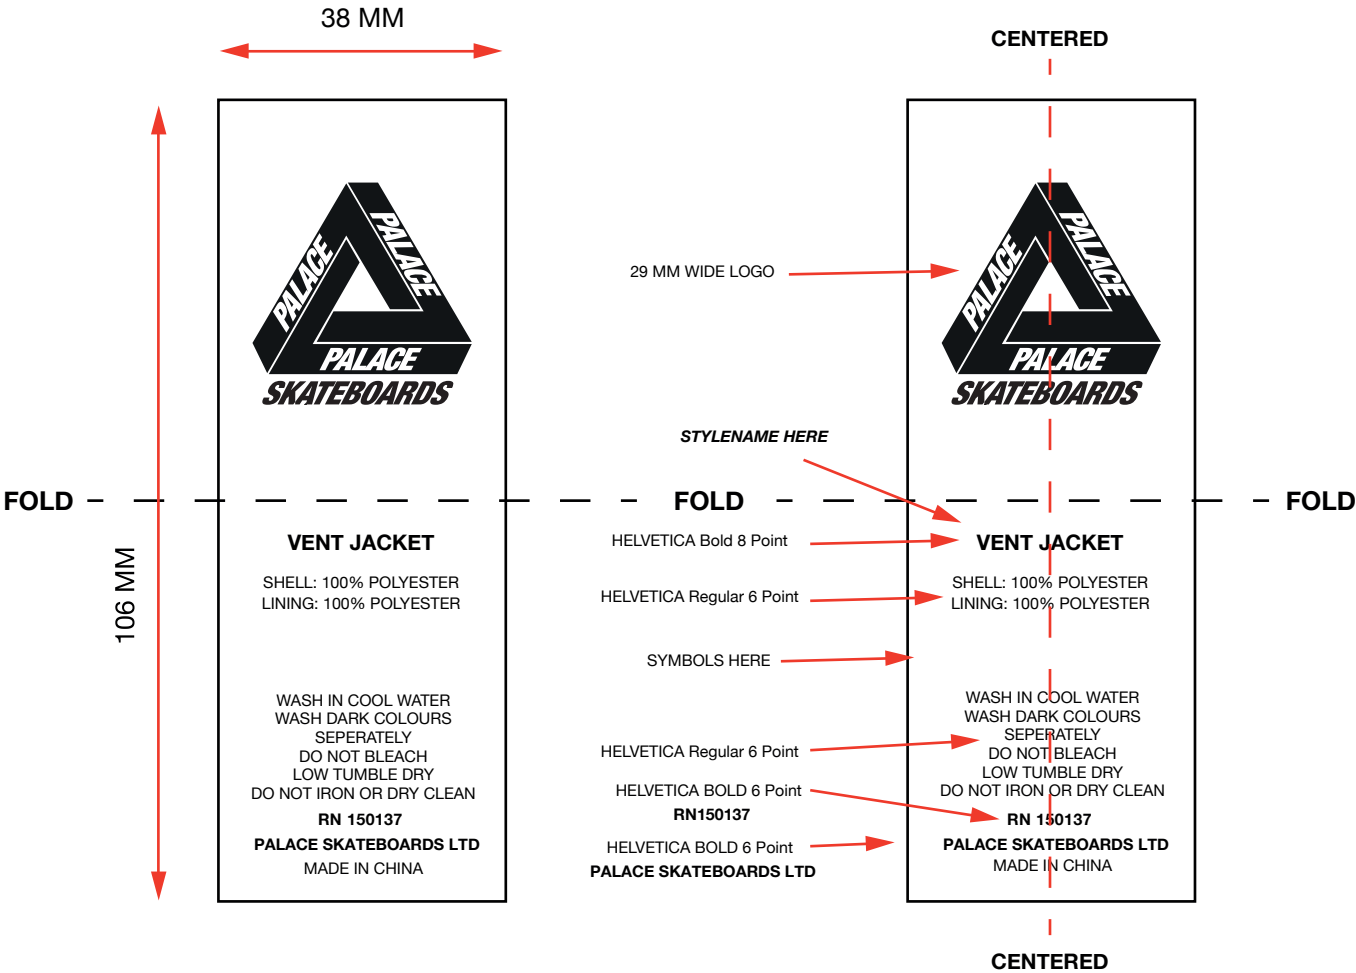 38 MM
106 MM
PALACE
PALACE
PALACE
SKATEBOARDS
FOLD
VENT JACKET
SHELL: 100% POLYESTER
LINING: 100% POLYESTER
WASH IN COOL WATER
WASH DARK COLOURS
SEPERATELY
DO NOT BLEACH
LOW TUMBLE DRY
DO NOT IRON OR DRY CLEAN
RN 150137
PALACE SKATEBOARDS LTD
MADE IN CHINA
29 MM WIDE LOGO
STYLENAME HERE
FOLD
HELVETICA Bold 8 Point
HELVETICA Regular 6 Point
SYMBOLS HERE
HELVETICA Regular 6 Point
HELVETICA BOLD 6 Point
RN150137
HELVETICA BOLD 6 Point
PALACE SKATEBOARDS LTD
CENTERED
PALACE
PALACE
PALACE
SKATEBOARDS
FOLD
VENT JACKET
SHELL: 100% POLYESTER
LINING: 100% POLYESTER
WASH IN COOL WATER
WASH DARK COLOURS
SEPERATELY
DO NOT BLEACH
LOW TUMBLE DRY
DO NOT IRON OR DRY CLEAN
RN 150137
PALACE SKATEBOARDS LTD
MADE IN CHINA
CENTERED